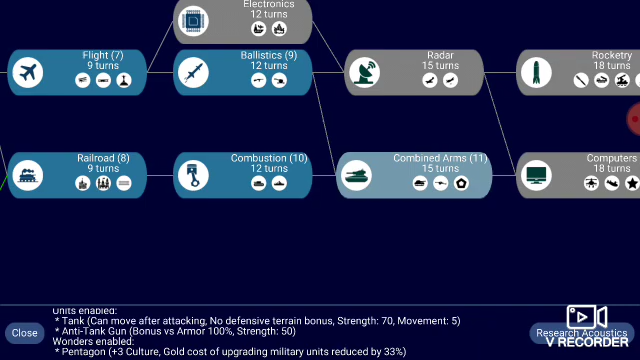 Electronics
12 turns
Flight (7)
9 turns
Ballistics (9)
12 turns
Radar
15 turns
Rocketry
18 turns
Railroad (8)
9 turns
Combustion (10)
12 turns
Combined Arms (11)
15 turns
Computers
18 turns
Units enabled:
* Tank (Can move after attacking, No defensive terrain bonus, Strength: 70, Movement: 5)
* Anti-Tank Gun (Bonus vs Armor 100%, Strength: 50)
Wonders enabled:
* Pentagon (+3 Culture, Gold cost of upgrading military units reduced by 33%)
Close
Research Acoustics
V RECORDER